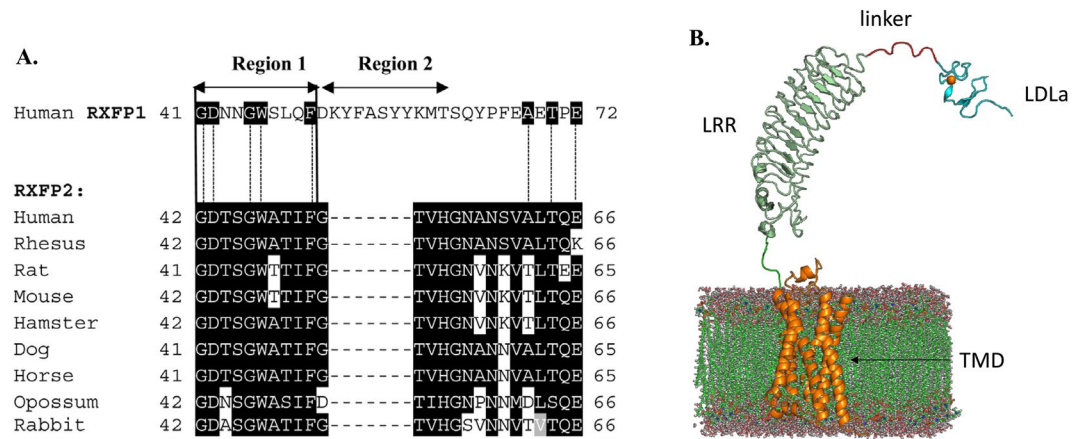 A.
Region 1 Region 2
Human RXFP1 41 GDNNGWSLQFDKYFASYYKMTSQYPFEAETPE 72
RXFP2:
Human 42 GDTSGWATIFG-------TVHGNANSVALTQE 66
Rhesus 42 GDTSGWATIFG-------TVHGNANSVALTQK 66
Rat 41 GDTSGWTTIFG-------TVHGNVNKVTLTEE 65
Mouse 42 GDTSGWTTIFG-------TVHGNVNKVTLTQE 66
Hamster 42 GDTSGWATIFG-------TVHGNVNKVTLTQE 66
Dog 41 GDTSGWATIFG-------TVHGNANNVALTQE 65
Horse 41 GDTSGWATIFG-------TVHGNANNVALTQE 65
Opossum 42 GDNSGWASIFD-------TIHGNPNNMDLSQE 66
Rabbit 42 GDASGWATIFG-------TVHGSVNNVTVTQE 66
B.
linker
LDLa
LRR
TMD